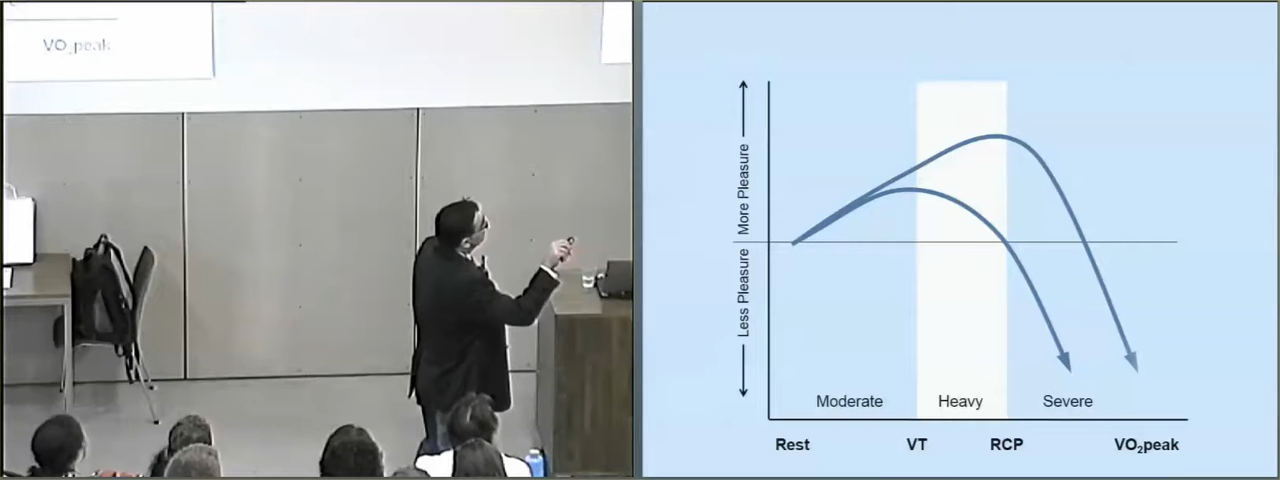 VO2peak
More Pleasure
Less Pleasure
Moderate Heavy Severe
Rest VT RCP VO₂peak